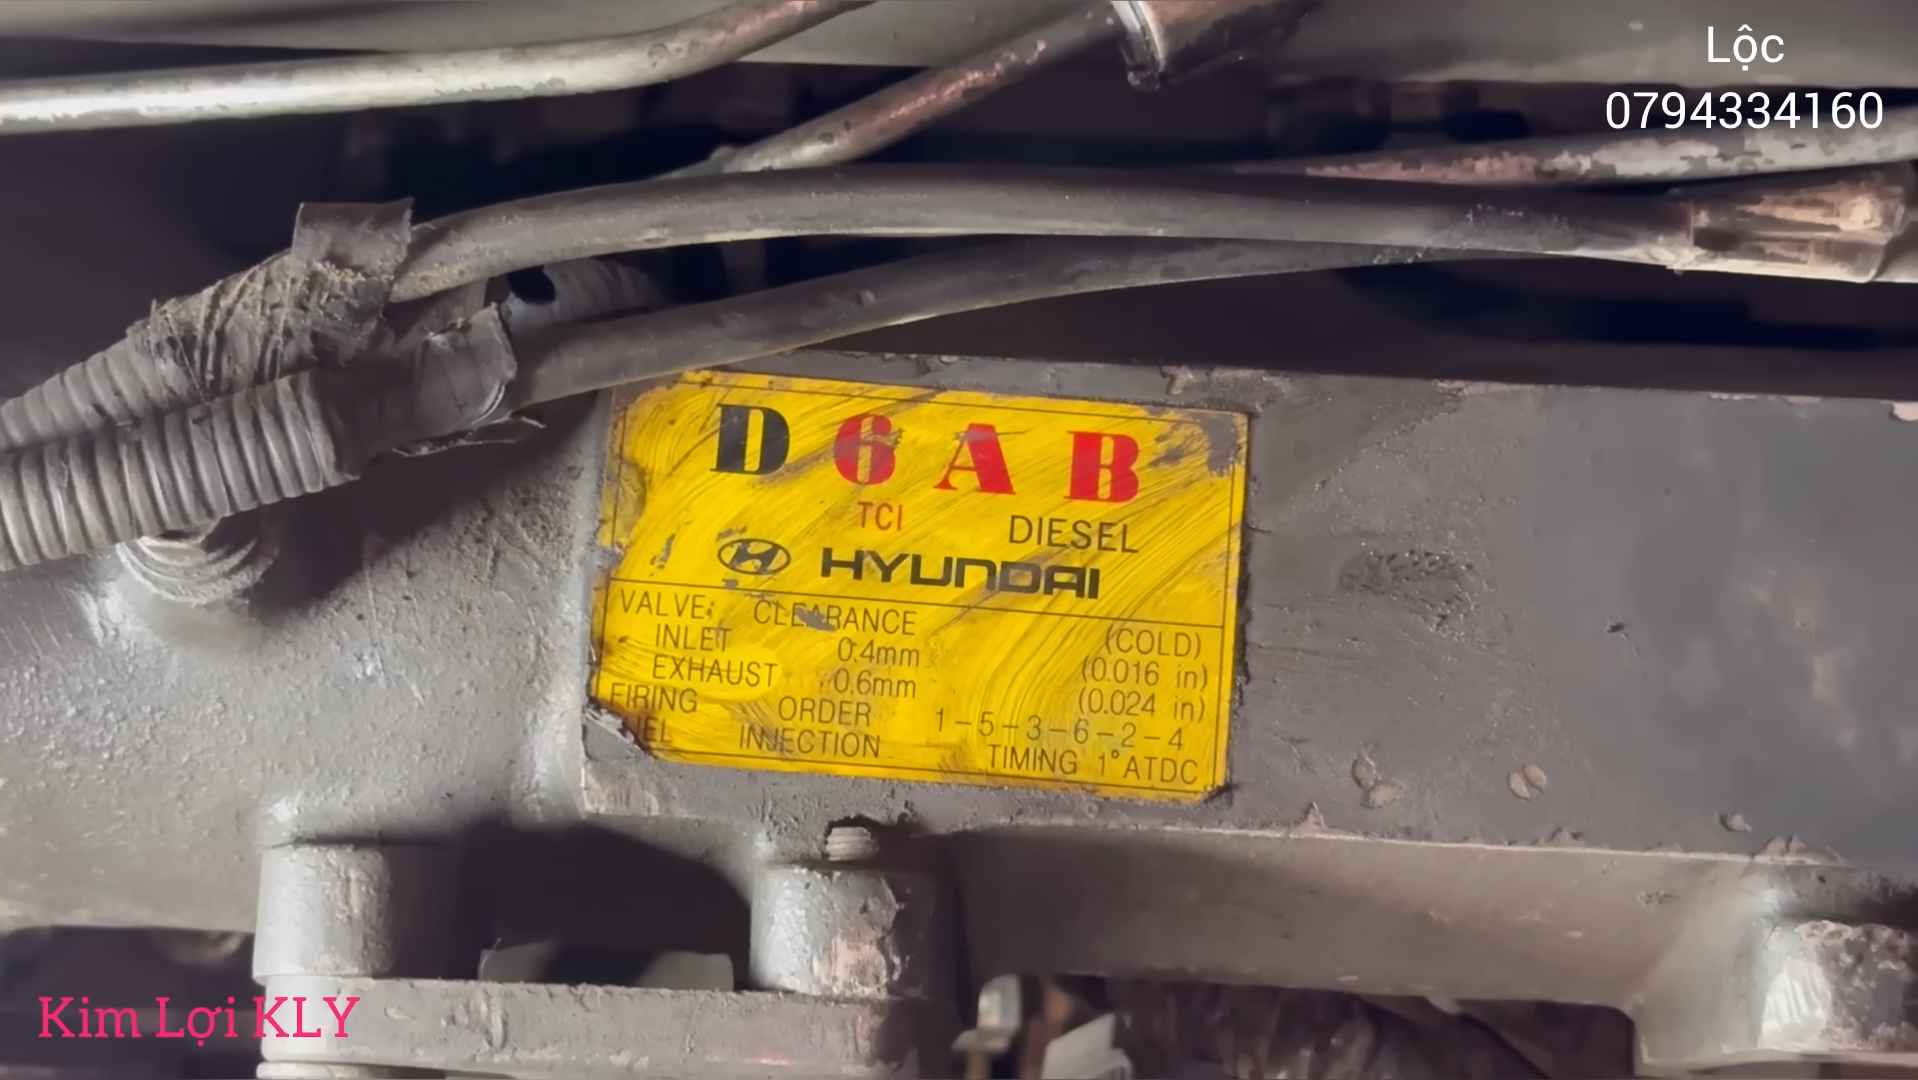 Lộc
0794334160
D 6 A B
TCI DIESEL
HYUNDAI
VALVE: CLEARANCE (COLD)
INLET 0.4mm (0.016 in)
EXHAUST 0.6mm (0.024 in)
FIRING ORDER 1-5-3-6-2-4
INJECTION TIMING 1°ATDC
Kim Lợi KLY